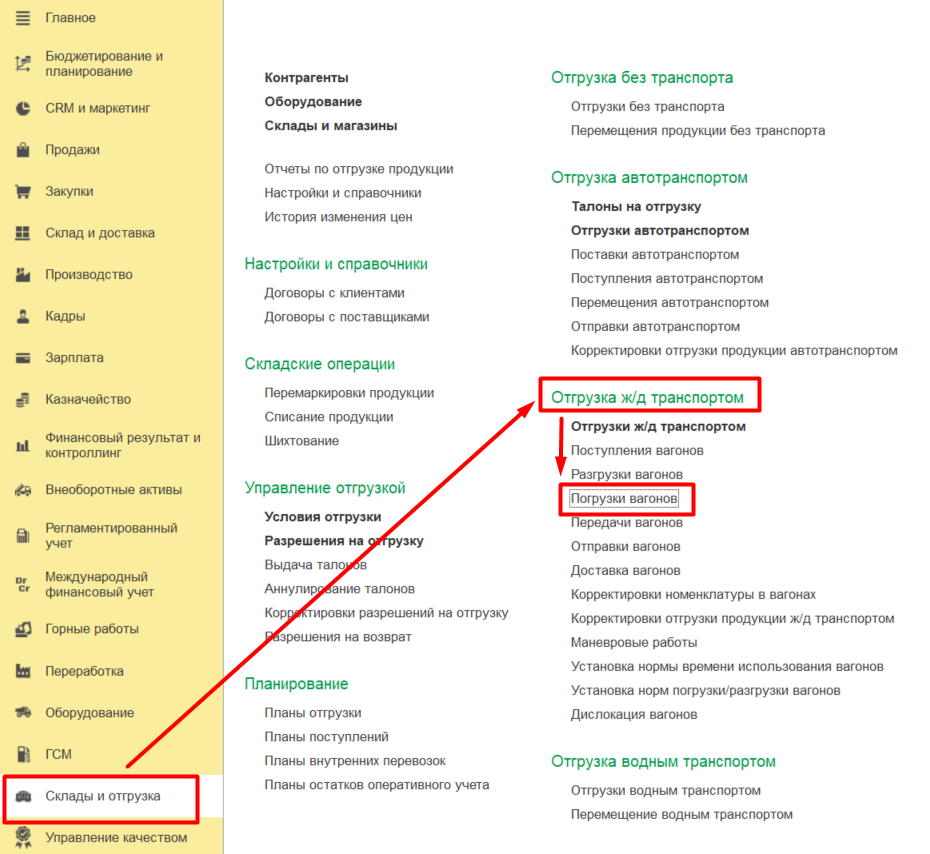 Главное
Бюджетирование и
планирование
CRM и маркетинг
Продажи
Закупки
Склад и доставка
Производство
Кадры
Зарплата
Казначейство
Финансовый результат и
контроллинг
Внеоборотные активы
Регламентированный
учет
Международный
финансовый учет
Горные работы
Переработка
Оборудование
ГСМ
Склады и отгрузка
Управление качеством
Контрагенты
Оборудование
Склады и магазины
Отчеты по отгрузке продукции
Настройки и справочники
История изменения цен
Настройки и справочники
Договоры с клиентами
Договоры с поставщиками
Складские операции
Перемаркировки продукции
Списание продукции
Шихтование
Управление отгрузкой
Условия отгрузки
Разрешения на отгрузку
Выдача талонов
Аннулирование талонов
Корректировки разрешений на отгрузку
Разрешения на возврат
Планирование
Планы отгрузки
Планы поступлений
Планы внутренних перевозок
Планы остатков оперативного учета
Отгрузка без транспорта
Отгрузки без транспорта
Перемещения продукции без транспорта
Отгрузка автотранспортом
Талоны на отгрузку
Отгрузки автотранспортом
Поставки автотранспортом
Поступления автотранспортом
Перемещения автотранспортом
Отправки автотранспортом
Корректировки отгрузки продукции автотранспортом
Отгрузка ж/д транспортом
Отгрузки ж/д транспортом
Поступления вагонов
Разгрузки вагонов
Погрузки вагонов
Передачи вагонов
Отправки вагонов
Доставка вагонов
Корректировки номенклатуры в вагонах
Корректировки отгрузки продукции ж/д транспортом
Маневровые работы
Установка нормы времени использования вагонов
Установка норм погрузки/разгрузки вагонов
Дислокация вагонов
Отгрузка водным транспортом
Отгрузки водным транспортом
Перемещение водным транспортом